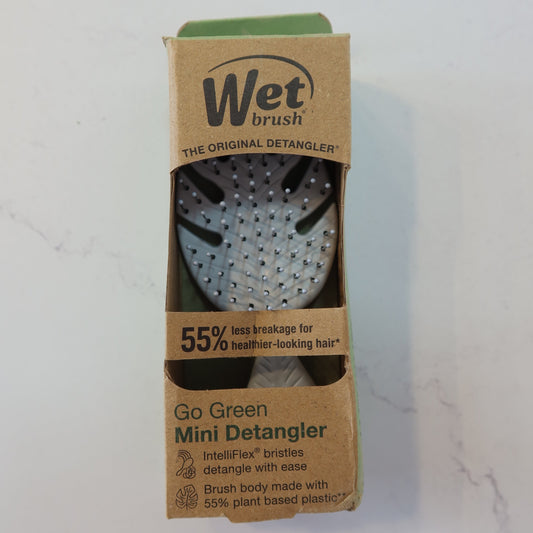 Wet
brush®
THE ORIGINAL DETANGLER®
55% less breakage for
healthier-looking hair*
Go Green
Mini Detangler
IntelliFlex® bristles
detangle with ease
Brush body made with
55% plant based plastic**